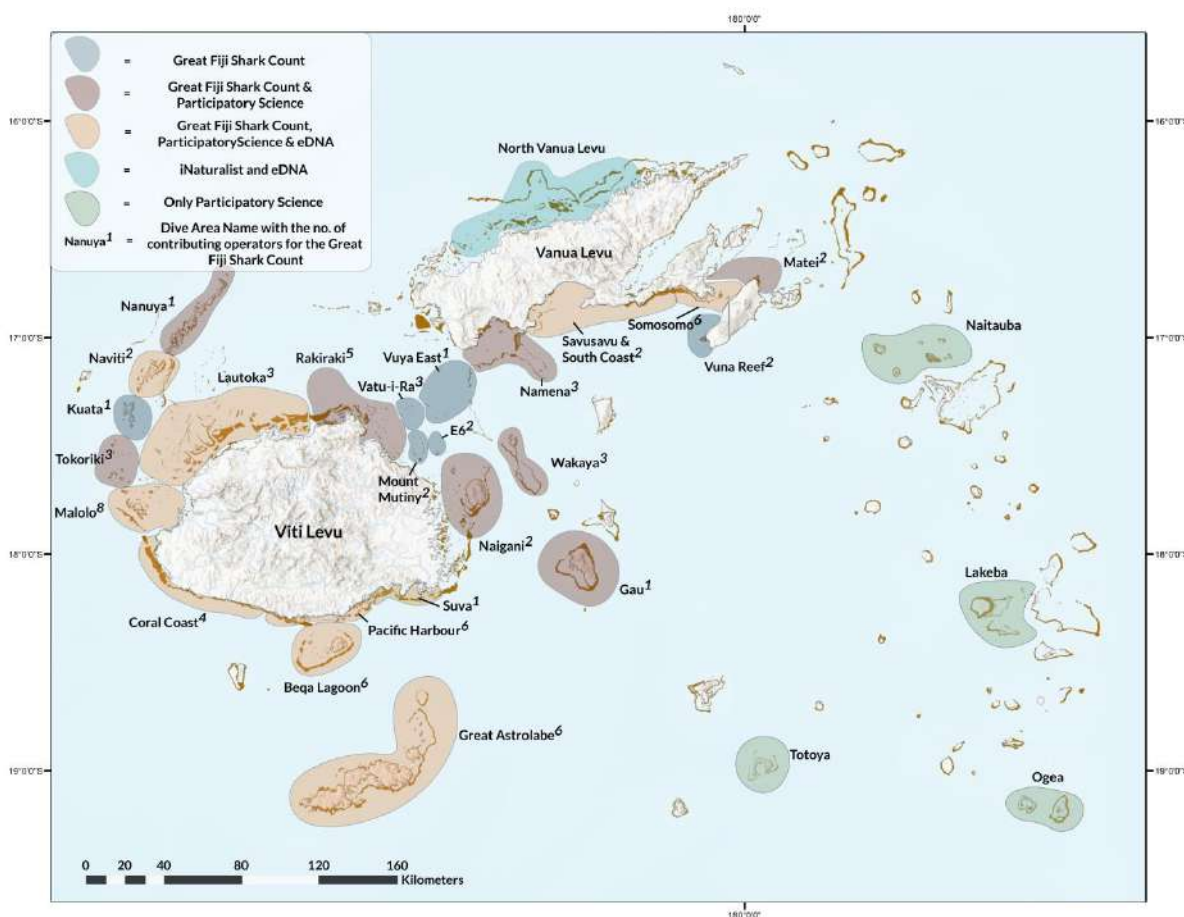 180°0'0"
Great Fiji Shark Count
=
Great Fiji Shark Count &
Participatory Science
=
Great Fiji Shark Count,
ParticipatoryScience & eDNA
=
iNaturalist and eDNA
=
Only Participatory Science
=
Nanuya1 = Dive Area Name with the no. of
contributing operators for the Great
Fiji Shark Count
16°0'0"S
16°0'0"S
North Vanua Levu
Vanua Levu
Matei2
Nanuya1
Somosomo6
Savusavu &
South Coast2
17°0'0"S
17°0'0"S
Naitauba
Naviti2
Vuya East1
Vuna Reef2
Lautoka3
Rakiraki5
Vatu-i-Ra3
Namena3
Kuata1
E62
Tokoriki3
Wakaya3
Mount
Mutiny2
Malolo8
Viti Levu
Naigani2
18°0'0"S
18°0'0"S
Lakeba
Gau1
Suva1
Coral Coast4
Pacific Harbour6
Beqa Lagoon6
Great Astrolabe6
Totoya
19°0'0"S
19°0'0"S
Ogea
0 20 40 80 120 160
Kilometers
180°0'0"